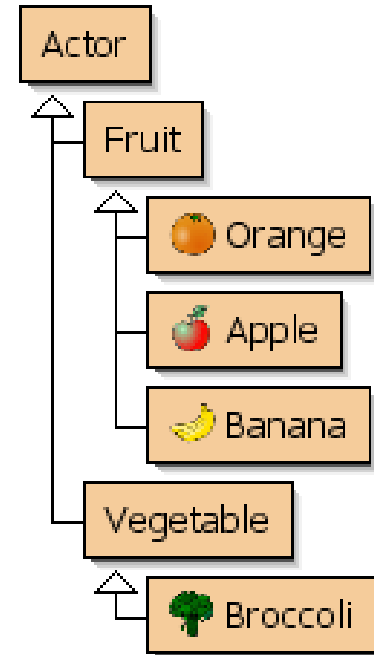 Actor
Fruit
Orange
Apple
Banana
Vegetable
Broccoli